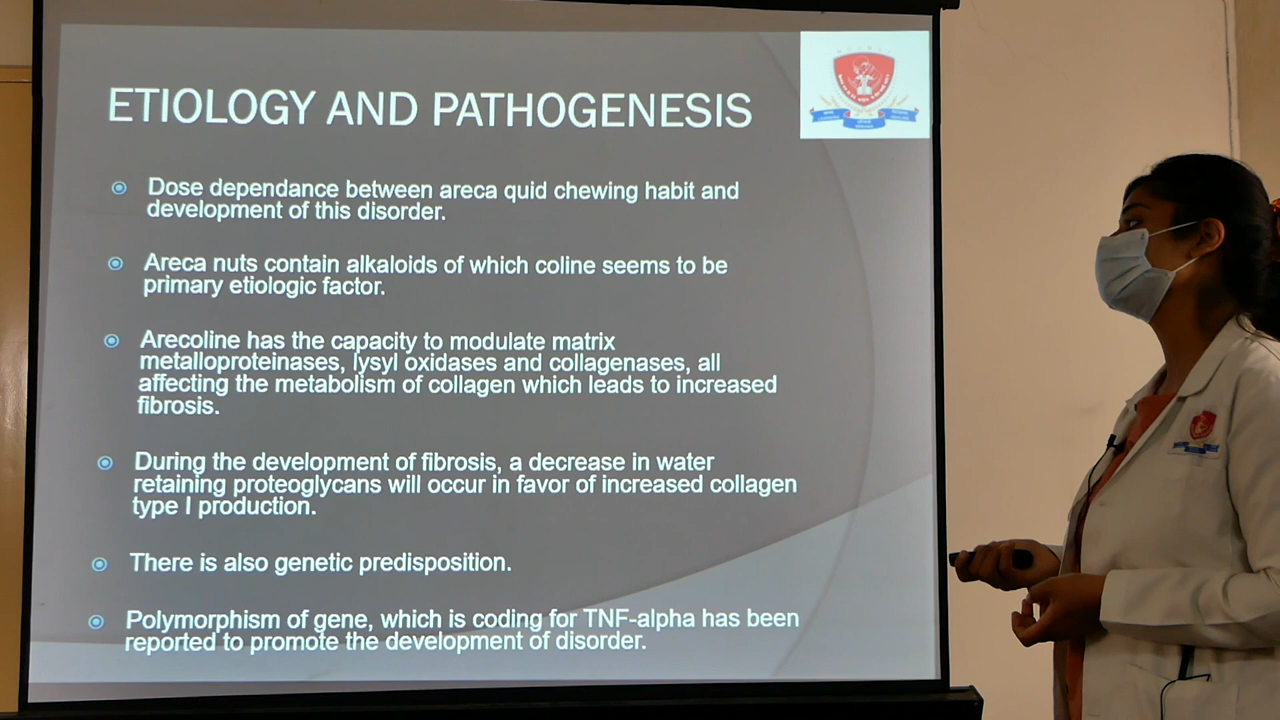 ETIOLOGY AND PATHOGENESIS
Dose dependance between areca quid chewing habit and
development of this disorder.
Areca nuts contain alkaloids of which coline seems to be
primary etiologic factor.
Arecoline has the capacity to modulate matrix
metalloproteinases, lysyl oxidases and collagenases, all
affecting the metabolism of collagen which leads to increased
fibrosis.
During the development of fibrosis, a decrease in water
retaining proteoglycans will occur in favor of increased collagen
type I production.
There is also genetic predisposition.
Polymorphism of gene, which is coding for TNF-alpha has been
reported to promote the development of disorder.